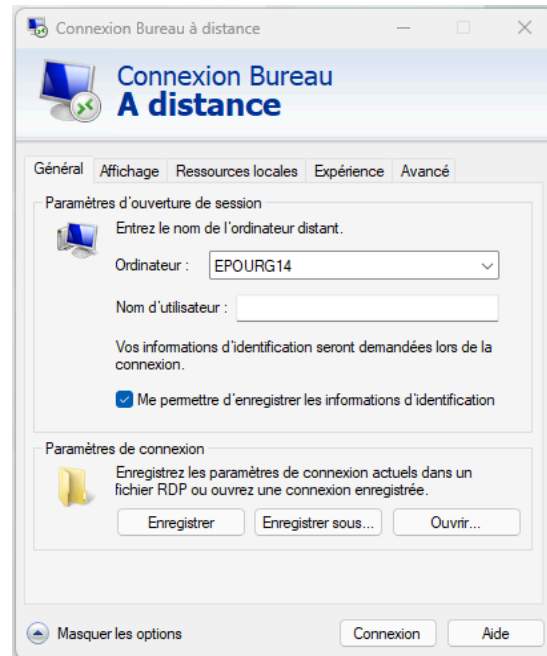 Connexion Bureau à distance
Connexion Bureau
A distance
Général Affichage Ressources locales Expérience Avancé
Paramètres d'ouverture de session
Entrez le nom de l'ordinateur distant.
Ordinateur : EPOURG14
Nom d'utilisateur :
Vos informations d'identification seront demandées lors de la
connexion.
Me permettre d'enregistrer les informations d'identification
Paramètres de connexion
Enregistrez les paramètres de connexion actuels dans un
fichier RDP ou ouvrez une connexion enregistrée.
Enregistrer Enregistrer sous... Ouvrir...
Masquer les options Connexion Aide